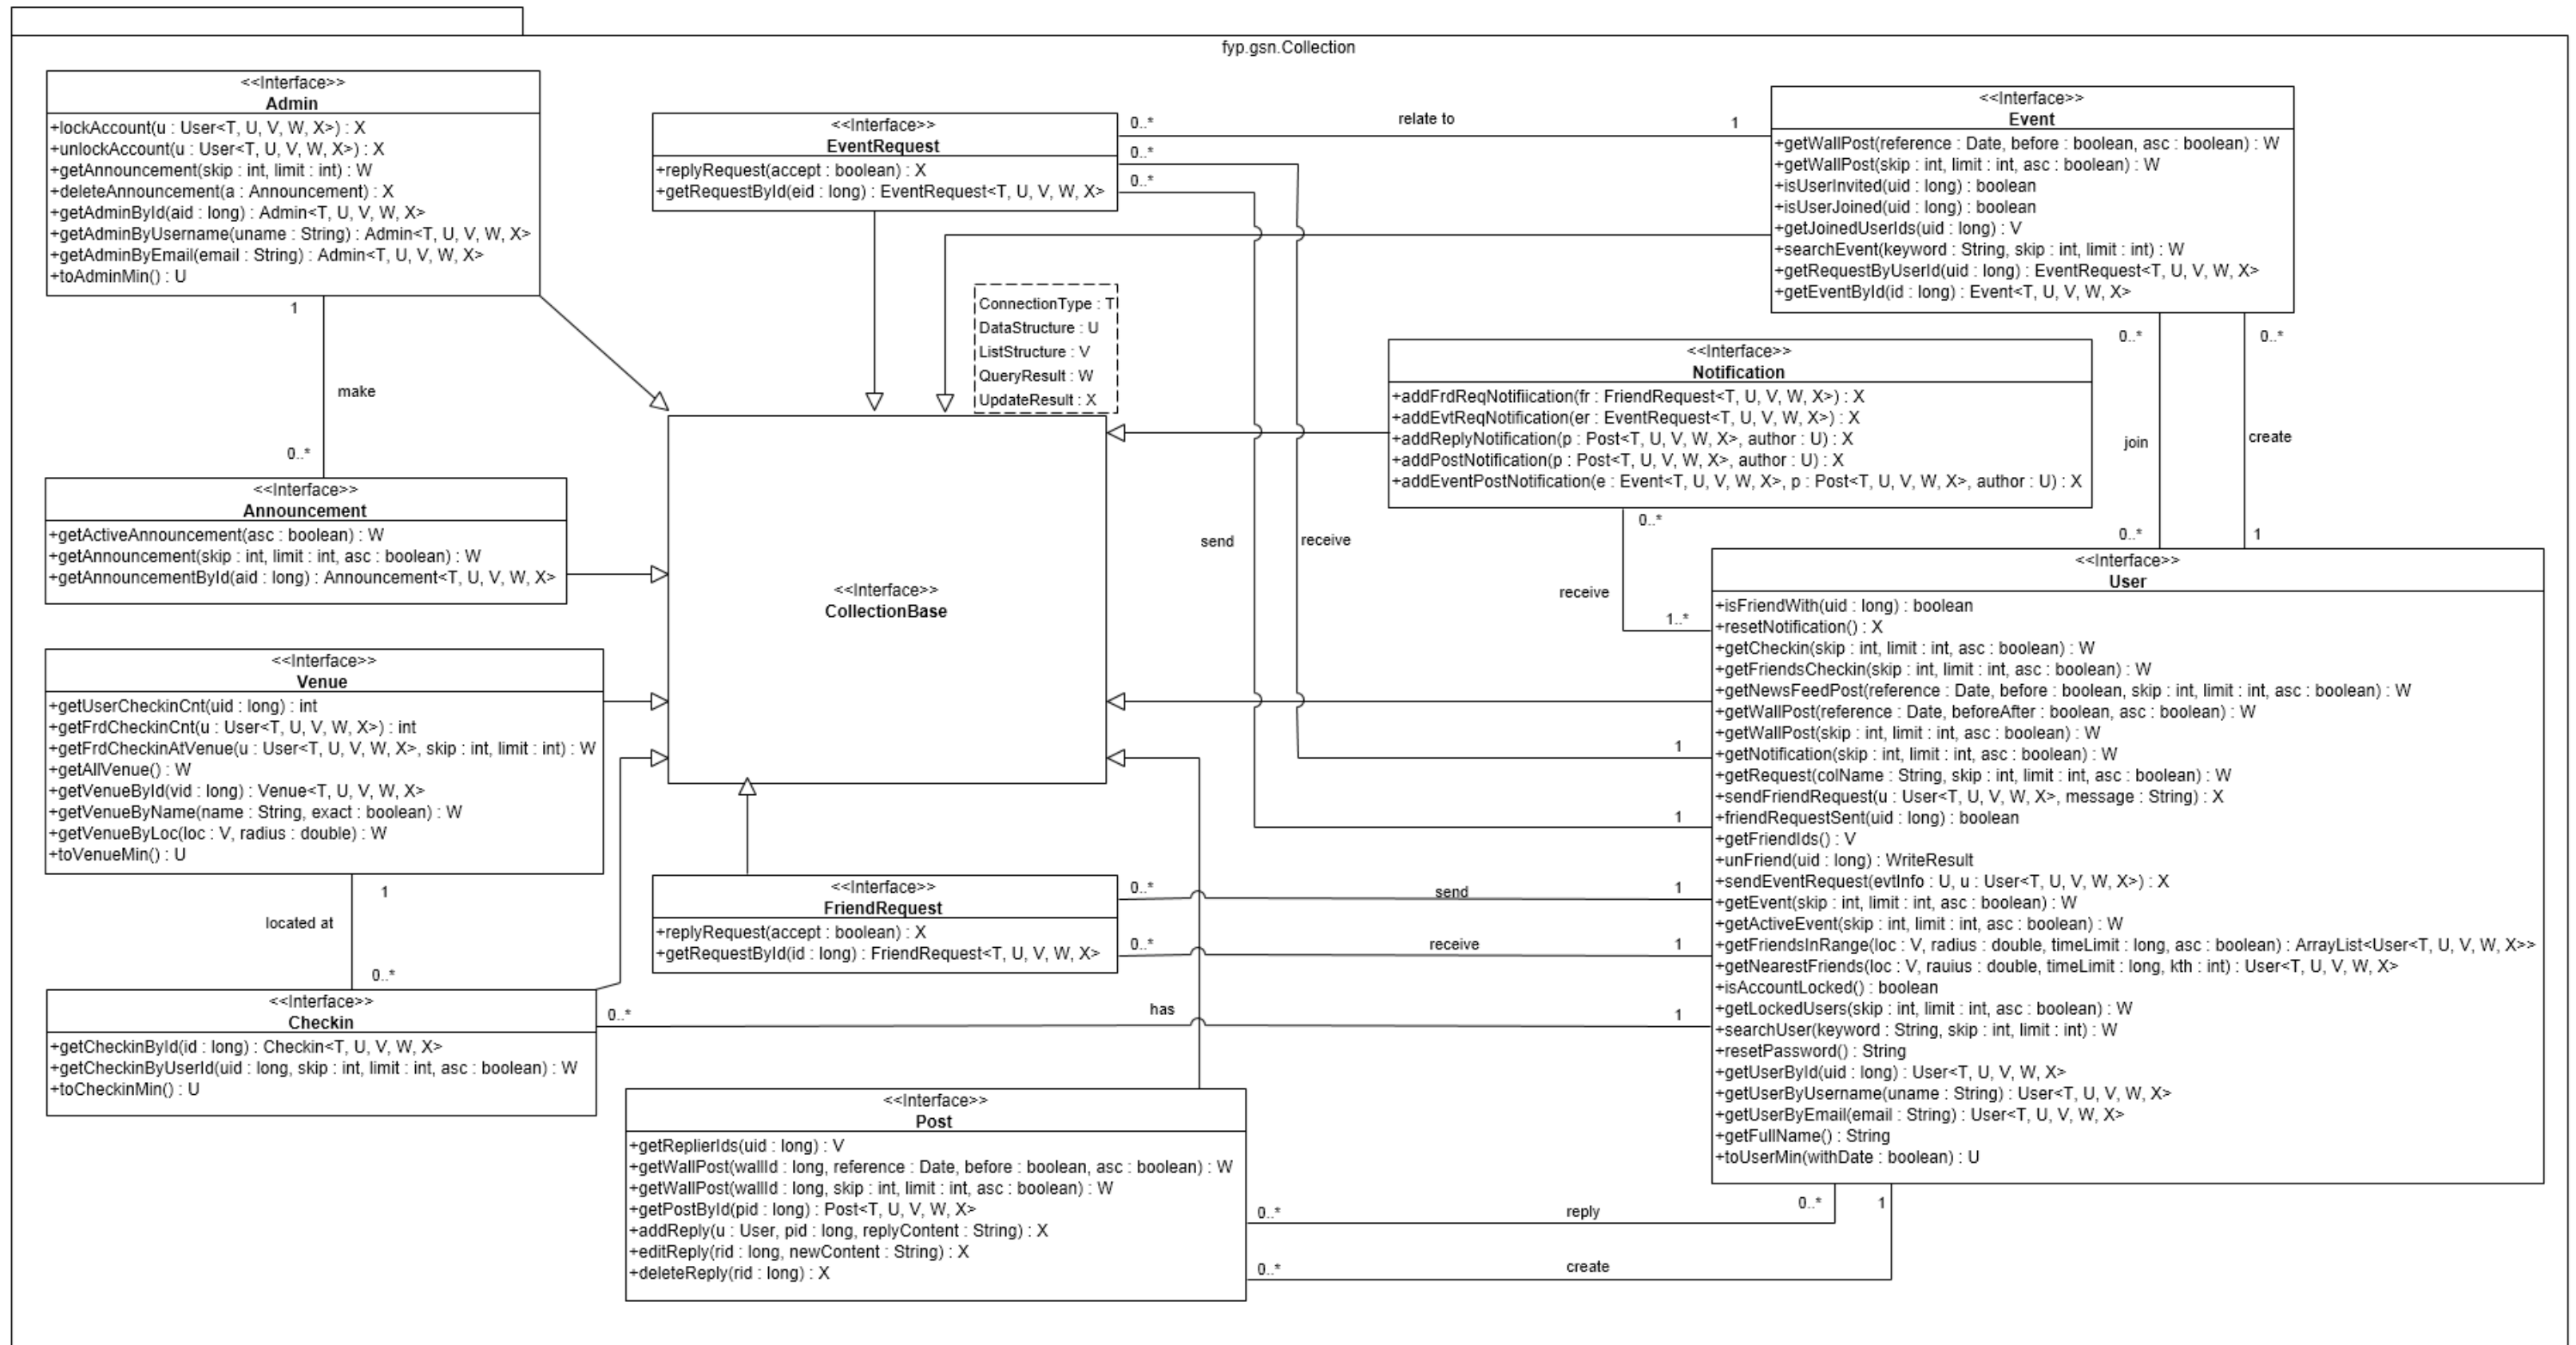 fyp.gsn.Collection
<<Interface>>
Admin
+lockAccount(u : User<T, U, V, W, X>) : X
+unlockAccount(u : User<T, U, V, W, X>) : X
+getAnnouncement(skip : int, limit : int) : W
+deleteAnnouncement(a : Announcement) : X
+getAdminById(aid : long) : Admin<T, U, V, W, X>
+getAdminByUsername(uname : String) : Admin<T, U, V, W, X>
+getAdminByEmail(email : String) : Admin<T, U, V, W, X>
+toAdminMin() : U
1
make
0..*
<<Interface>>
Announcement
+getActiveAnnouncement(asc : boolean) : W
+getAnnouncement(skip : int, limit : int, asc : boolean) : W
+getAnnouncementById(aid : long) : Announcement<T, U, V, W, X>
<<Interface>>
Venue
+getUserCheckinCnt(uid : long) : int
+getFrdCheckinCnt(u : User<T, U, V, W, X>) : int
+getFrdCheckinAtVenue(u : User<T, U, V, W, X>, skip : int, limit : int) : W
+getAllVenue() : W
+getVenueById(vid : long) : Venue<T, U, V, W, X>
+getVenueByName(name : String, exact : boolean) : W
+getVenueByLoc(loc : V, radius : double) : W
+toVenueMin() : U
1
located at
0..*
<<Interface>>
Checkin
+getCheckinById(id : long) : Checkin<T, U, V, W, X>
+getCheckinByUserId(uid : long, skip : int, limit : int, asc : boolean) : W
+toCheckinMin() : U
<<Interface>>
EventRequest
+replyRequest(accept : boolean) : X
+getRequestById(eid : long) : EventRequest<T, U, V, W, X>
0..*
relate to
1
0..*
0..*
ConnectionType : T
DataStructure : U
ListStructure : V
QueryResult : W
UpdateResult : X
<<Interface>>
CollectionBase
send
receive
<<Interface>>
Event
+getWallPost(reference : Date, before : boolean, asc : boolean) : W
+getWallPost(skip : int, limit : int, asc : boolean) : W
+isUserInvited(uid : long) : boolean
+isUserJoined(uid : long) : boolean
+getJoinedUserIds(uid : long) : V
+searchEvent(keyword : String, skip : int, limit : int) : W
+getRequestByUserId(uid : long) : EventRequest<T, U, V, W, X>
+getEventById(id : long) : Event<T, U, V, W, X>
0..*
0..*
join
create
0..*
1
<<Interface>>
Notification
+addFrdReqNotifiication(fr : FriendRequest<T, U, V, W, X>) : X
+addEvtReqNotification(er : EventRequest<T, U, V, W, X>) : X
+addReplyNotification(p : Post<T, U, V, W, X>, author : U) : X
+addPostNotification(p : Post<T, U, V, W, X>, author : U) : X
+addEventPostNotification(e : Event<T, U, V, W, X>, p : Post<T, U, V, W, X>, author : U) : X
0..*
receive
1..*
<<Interface>>
User
+isFriendWith(uid : long) : boolean
+resetNotification() : X
+getCheckin(skip : int, limit : int, asc : boolean) : W
+getFriendsCheckin(skip : int, limit : int, asc : boolean) : W
+getNewsFeedPost(reference : Date, before : boolean, skip : int, limit : int, asc : boolean) : W
+getWallPost(reference : Date, beforeAfter : boolean, asc : boolean) : W
+getWallPost(skip : int, limit : int, asc : boolean) : W
+getNotification(skip : int, limit : int, asc : boolean) : W
+getRequest(colName : String, skip : int, limit : int, asc : boolean) : W
+sendFriendRequest(u : User<T, U, V, W, X>, message : String) : X
+friendRequestSent(uid : long) : boolean
+getFriendIds() : V
+unFriend(uid : long) : WriteResult
+sendEventRequest(evtInfo : U, u : User<T, U, V, W, X>) : X
+getEvent(skip : int, limit : int, asc : boolean) : W
+getActiveEvent(skip : int, limit : int, asc : boolean) : W
+getFriendsInRange(loc : V, radius : double, timeLimit : long, asc : boolean) : ArrayList<User<T, U, V, W, X>>
+getNearestFriends(loc : V, rauius : double, timeLimit : long, kth : int) : User<T, U, V, W, X>
+isAccountLocked() : boolean
+getLockedUsers(skip : int, limit : int, asc : boolean) : W
+searchUser(keyword : String, skip : int, limit : int) : W
+resetPassword() : String
+getUserById(uid : long) : User<T, U, V, W, X>
+getUserByUsername(uname : String) : User<T, U, V, W, X>
+getUserByEmail(email : String) : User<T, U, V, W, X>
+getFullName() : String
+toUserMin(withDate : boolean) : U
1
1
<<Interface>>
FriendRequest
+replyRequest(accept : boolean) : X
+getRequestById(id : long) : FriendRequest<T, U, V, W, X>
0..*
send
1
0..*
receive
1
0..*
has
1
<<Interface>>
Post
+getReplierIds(uid : long) : V
+getWallPost(wallId : long, reference : Date, before : boolean, asc : boolean) : W
+getWallPost(wallId : long, skip : int, limit : int, asc : boolean) : W
+getPostById(pid : long) : Post<T, U, V, W, X>
+addReply(u : User, pid : long, replyContent : String) : X
+editReply(rid : long, newContent : String) : X
+deleteReply(rid : long) : X
0..*
reply
0..*
1
0..*
create